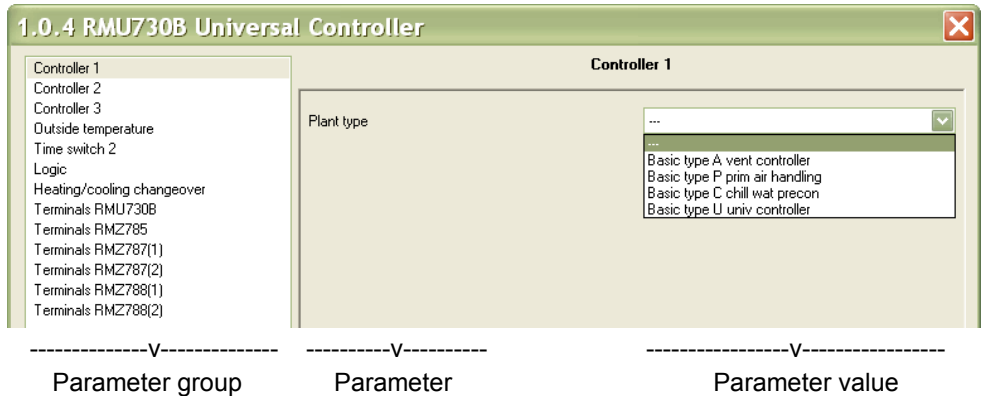 1.0.4 RMU730B Universal Controller
Controller 1
Controller 2
Controller 3
Outside temperature
Time switch 2
Logic
Heating/cooling changeover
Terminals RMU730B
Terminals RMZ785
Terminals RMZ787(1)
Terminals RMZ787(2)
Terminals RMZ788(1)
Terminals RMZ788(2)
Controller 1
Plant type
---
---
Basic type A vent controller
Basic type P prim air handling
Basic type C chill wat precon
Basic type U univ controller
--------------v-------------- ----------v---------- -----------------v-----------------
Parameter group Parameter Parameter value